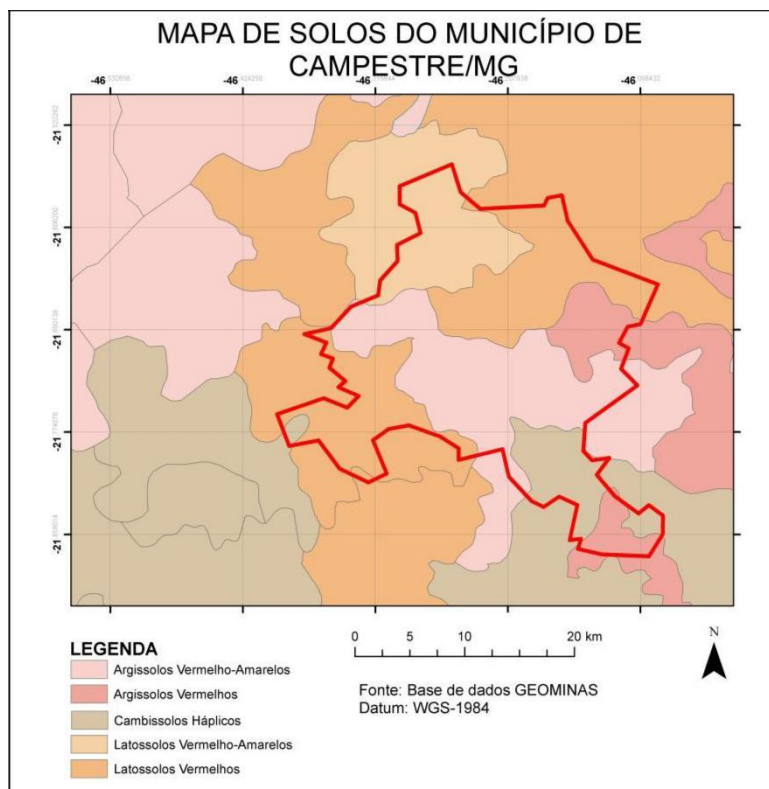 MAPA DE SOLOS DO MUNICÍPIO DE
CAMPESTRE/MG
-46
-46
-46
-46
-46
-21
-21
-21
-21
-21
LEGENDA
Argissolos Vermelho-Amarelos
Argissolos Vermelhos
Cambissolos Háplicos
Latossolos Vermelho-Amarelos
Latossolos Vermelhos
0 5 10 20 km
Fonte: Base de dados GEOMINAS
Datum: WGS-1984
N